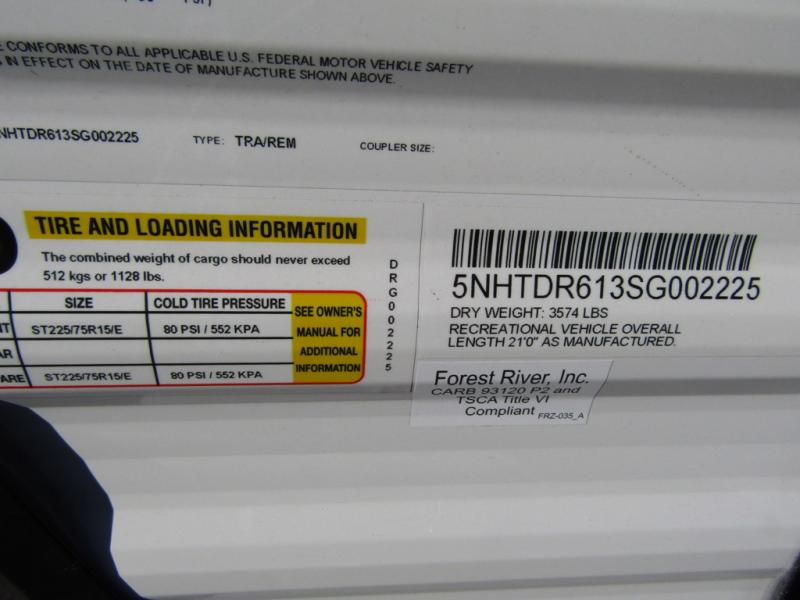 CONFORMS TO ALL APPLICABLE U.S. FEDERAL MOTOR VEHICLE SAFETY
IN EFFECT ON THE DATE OF MANUFACTURE SHOWN ABOVE.
NHTDR613SG002225 TYPE: TRA/REM COUPLER SIZE:
TIRE AND LOADING INFORMATION
The combined weight of cargo should never exceed
512 kgs or 1128 lbs.
SIZE COLD TIRE PRESSURE SEE OWNER'S
MANUAL FOR
ADDITIONAL
INFORMATION
ST225/75R15/E 80 PSI / 552 KPA
ST225/75R15/E 80 PSI / 552 KPA
DRG002225
5NHTDR613SG002225
DRY WEIGHT: 3574 LBS
RECREATIONAL VEHICLE OVERALL
LENGTH 21'0" AS MANUFACTURED.
Forest River, Inc.
CARB 93120 P2 and
TSCA Title VI
Compliant FRZ-035_A